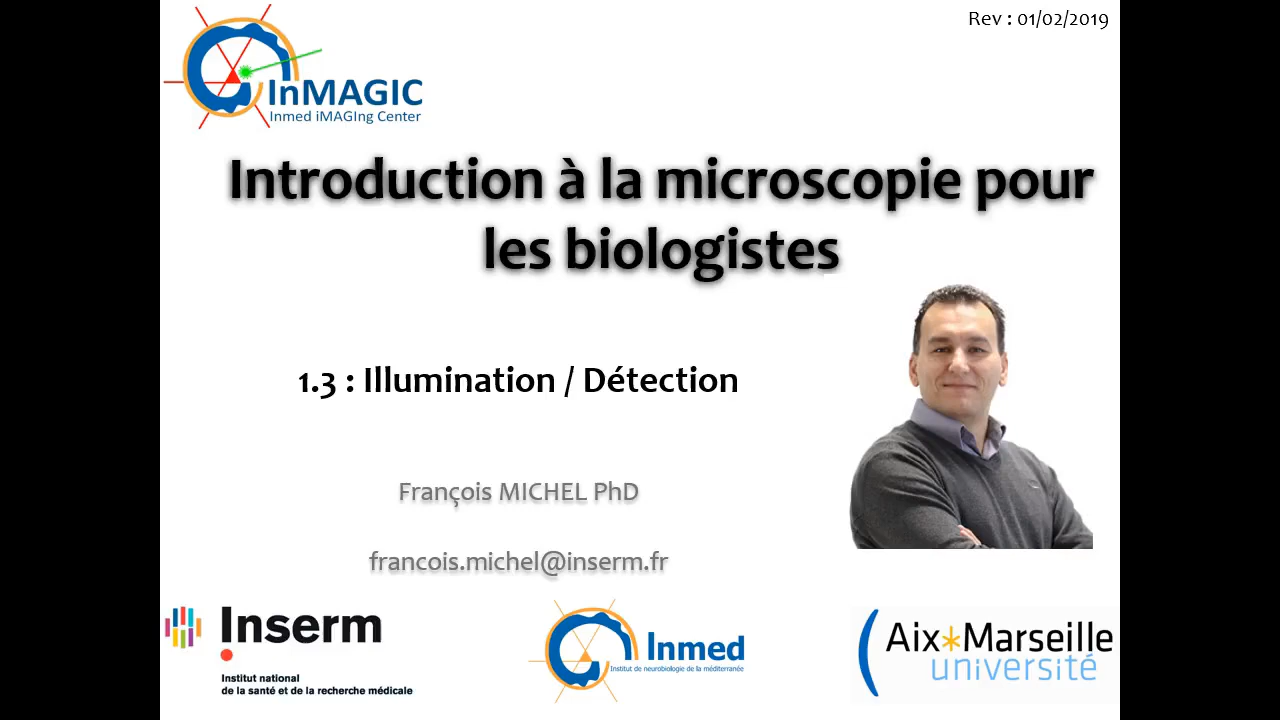 Rev : 01/02/2019
InMAGIC
Inmed iMAGIng Center
Introduction à la microscopie pour
les biologistes
1.3 : Illumination / Détection
François MICHEL PhD
francois.michel@inserm.fr
Inserm
Institut national
de la santé et de la recherche médicale
Inmed
Institut de neurobiologie de la méditerranée
Aix*Marseille
université